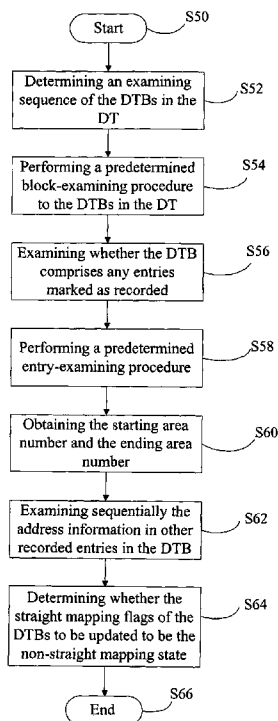 Start
S50
Determining an examining
sequence of the DTBs in the
DT
S52
Performing a predetermined
block-examining procedure
to the DTBs in the DT
S54
Examining whether the DTB
comprises any entries
marked as recorded
S56
Performing a predetermined
entry-examining procedure
S58
Obtaining the starting area
number and the ending area
number
S60
Examining sequentially the
address information in other
recorded entries in the DTB
S62
Determining whether the
straight mapping flags of the
DTBs to be updated to be the
non-straight mapping state
S64
End
S66